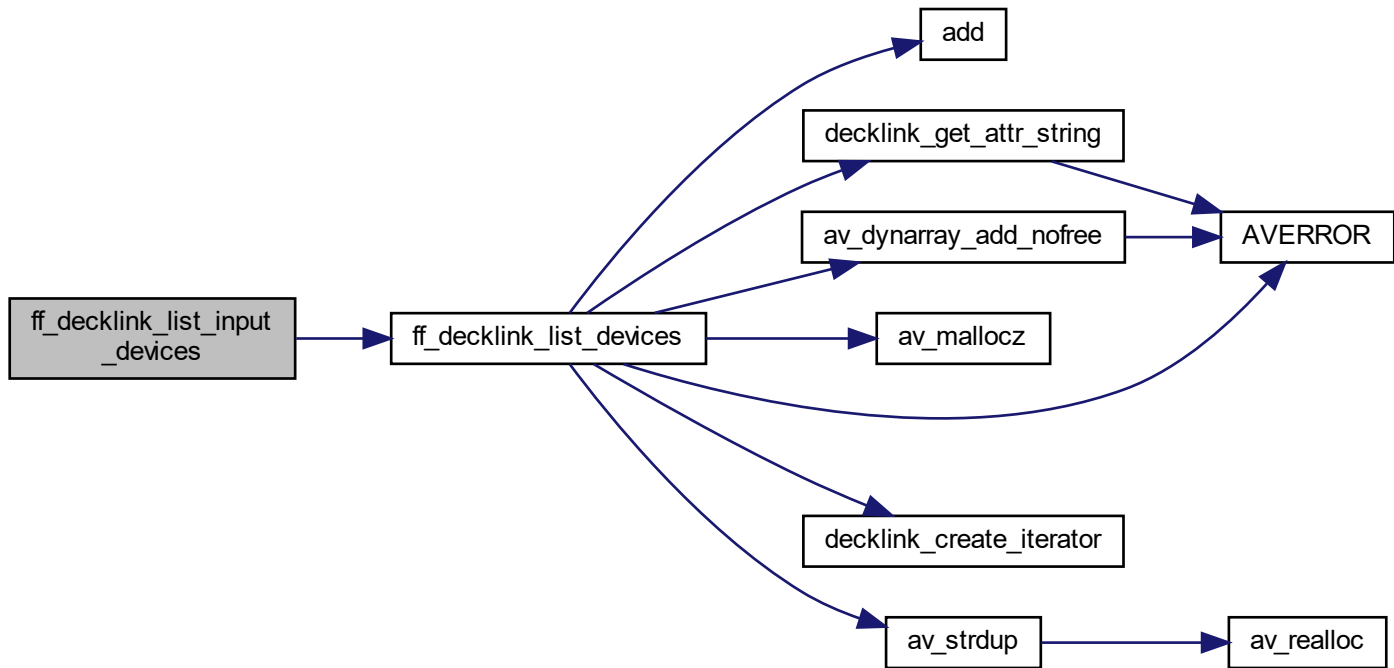 add
decklink_get_attr_string
av_dynarray_add_nofree
AVERROR
ff_decklink_list_input
_devices
ff_decklink_list_devices
av_mallocz
decklink_create_iterator
av_strdup
av_realloc